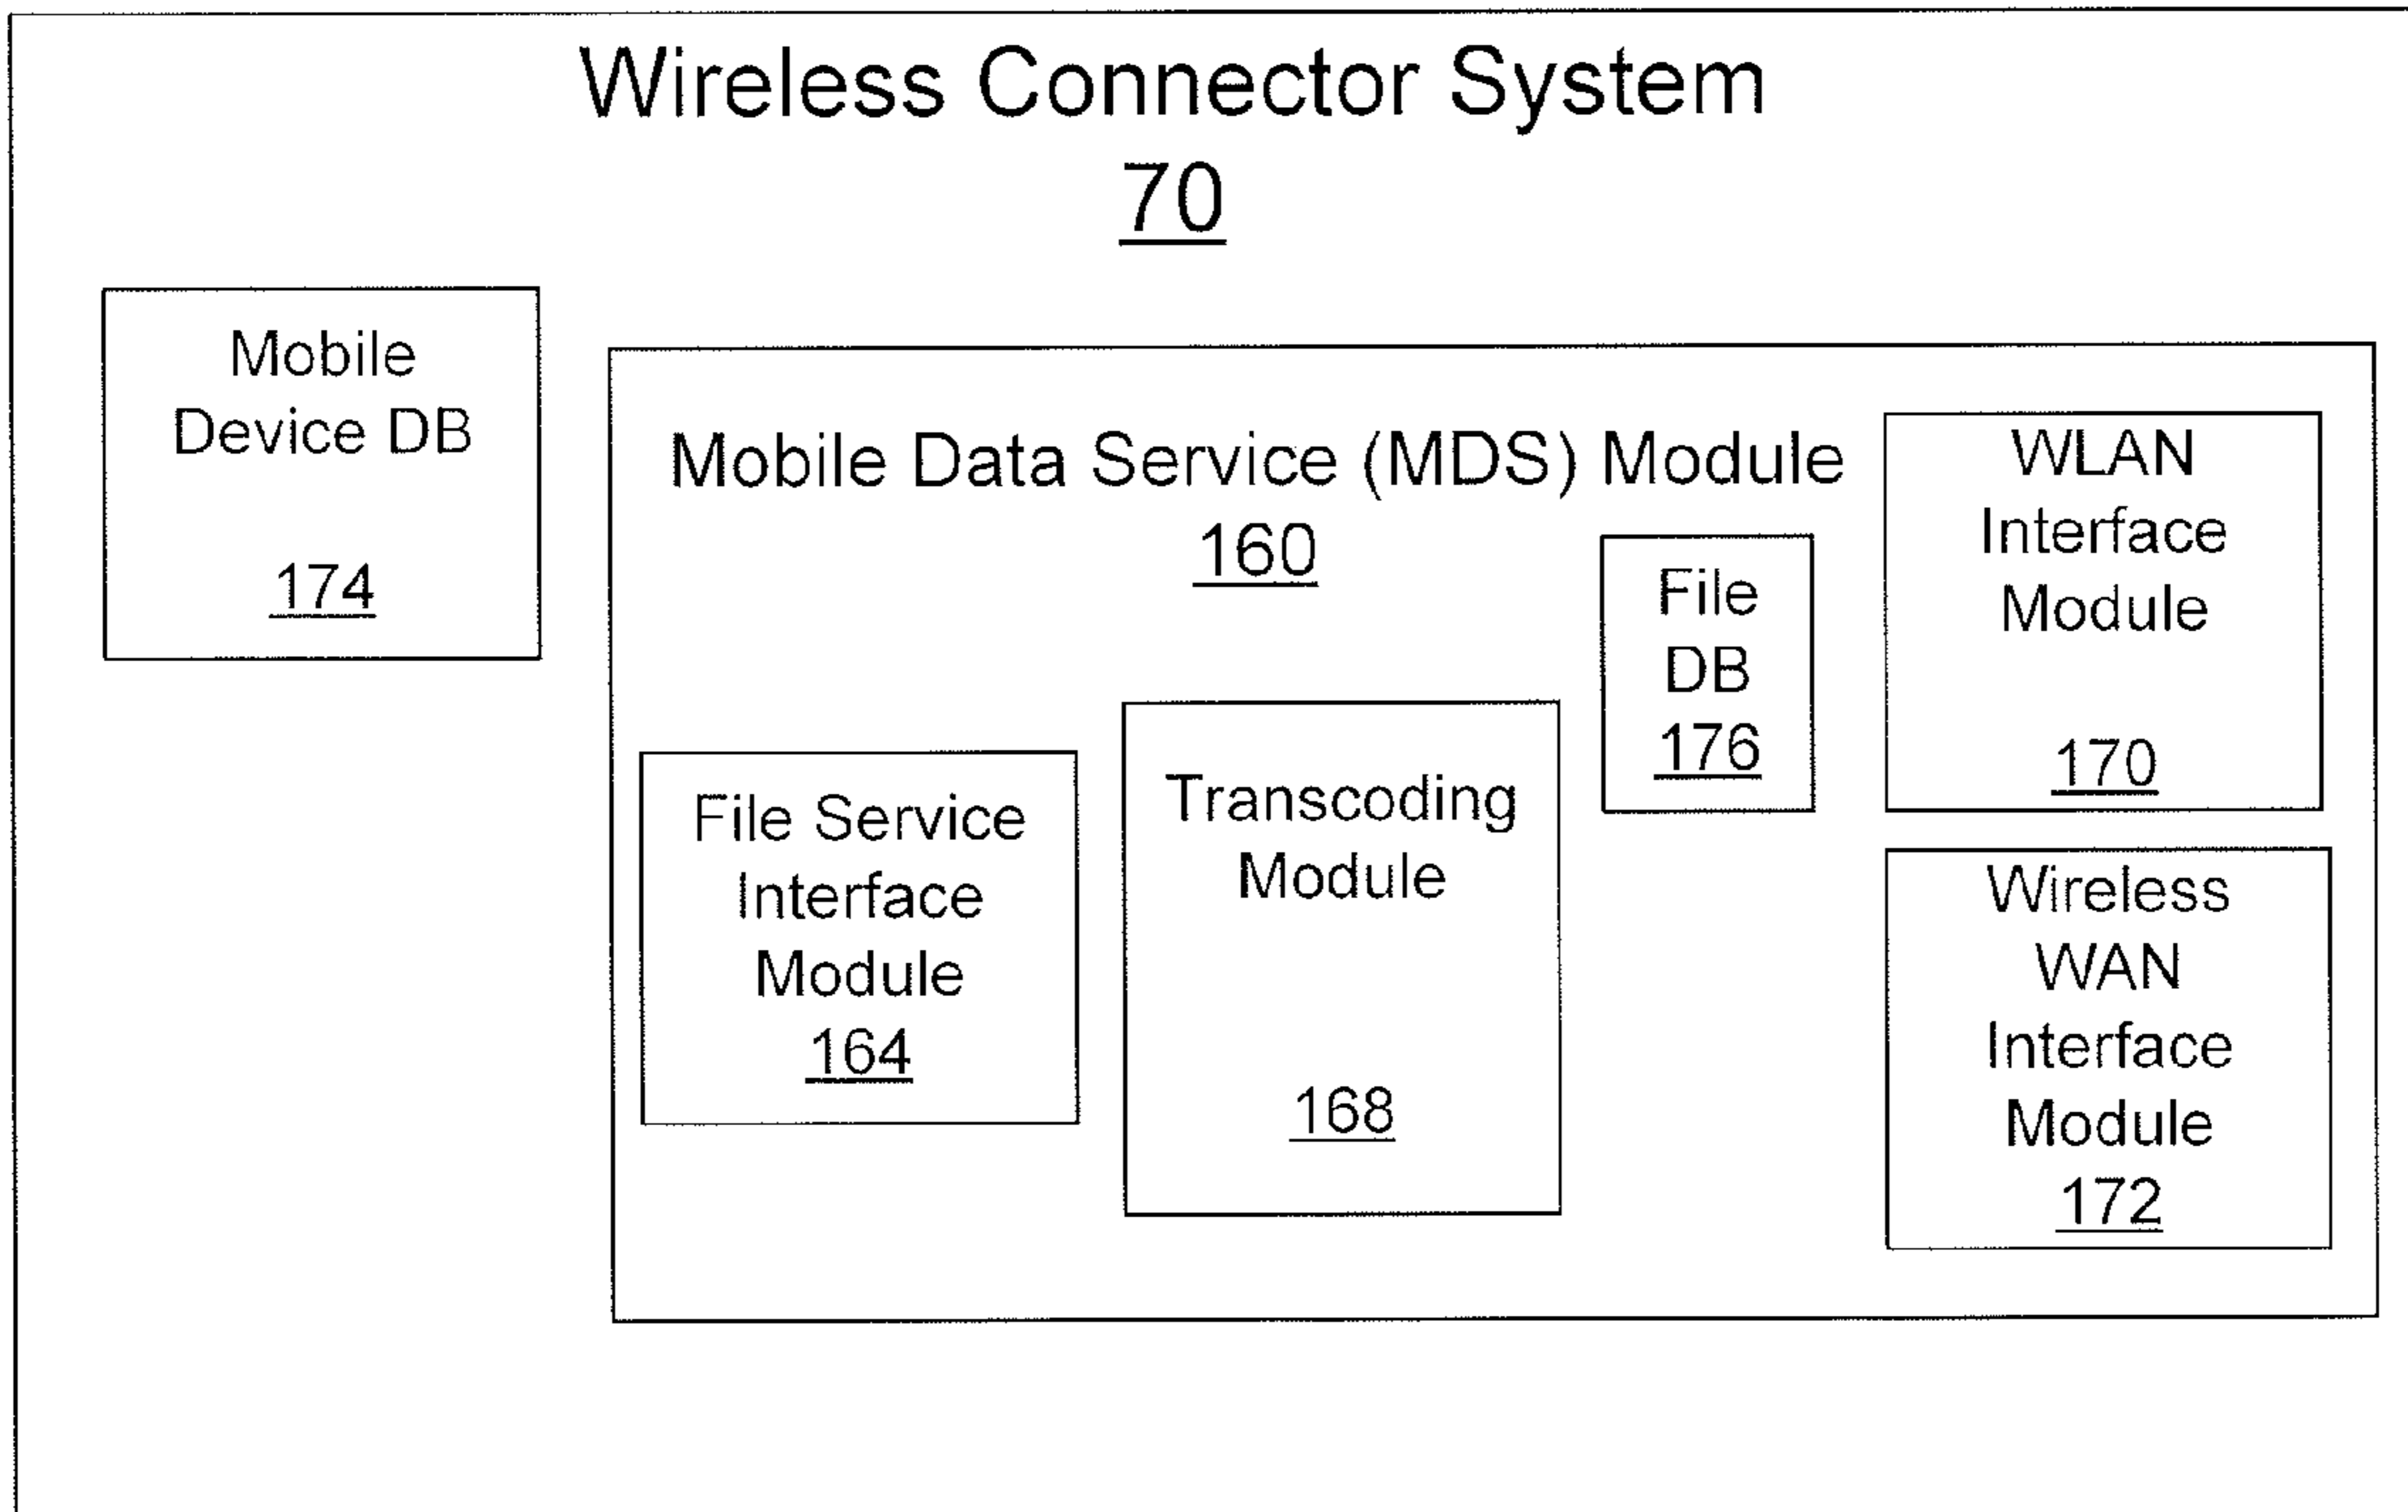 Wireless Connector System
70
Mobile
Device DB
174
Mobile Data Service (MDS) Module
160
File Service
Interface
Module
164
Transcoding
Module
168
File
DB
176
WLAN
Interface
Module
170
Wireless
WAN
Interface
Module
172